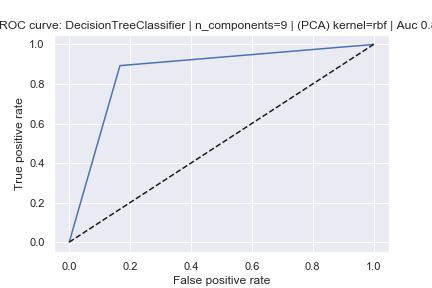 ROC curve: DecisionTreeClassifier | n_components=9 | (PCA) kernel=rbf | Auc 0.
1.0
0.8
0.6
0.4
0.2
0.0
True positive rate
0.0 0.2 0.4 0.6 0.8 1.0
False positive rate